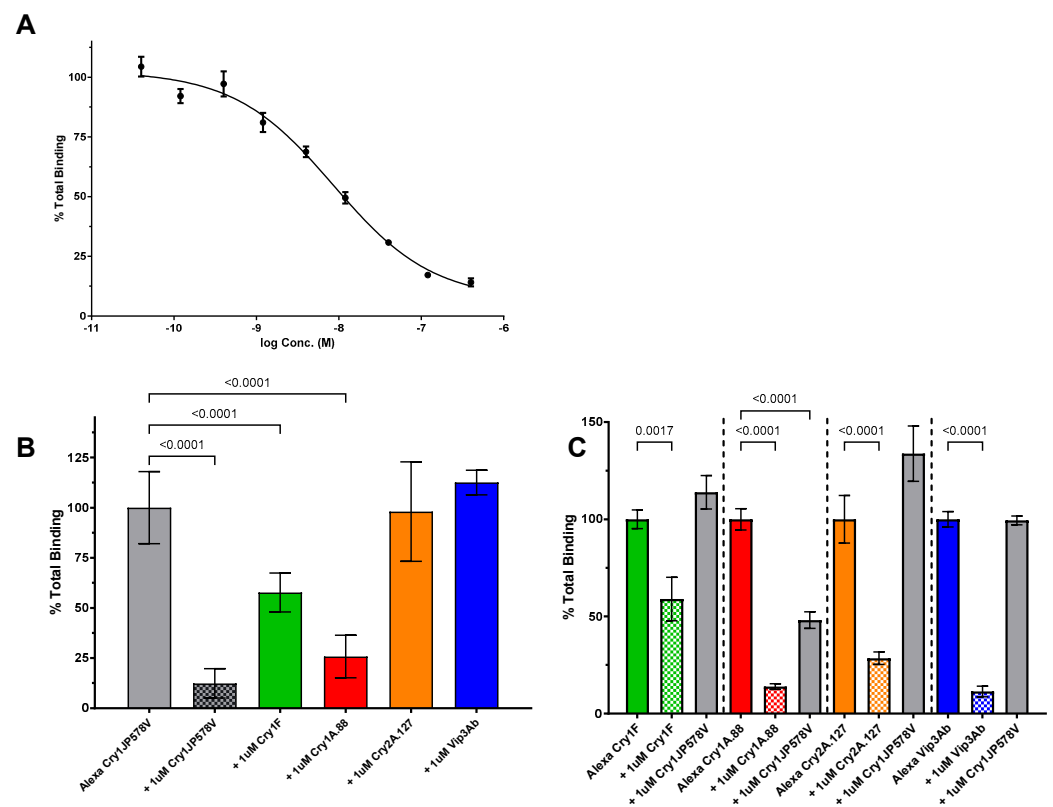 A
100
75
50
25
0
% Total Binding
-11
-10
-9
-8
-7
-6
log Conc. (M)
B
<0.0001
<0.0001
<0.0001
125
100
75
50
25
0
% Total Binding
Alexa Cry1JP578V
+ 1uM Cry1JP578V
+ 1uM Cry1F
+ 1uM Cry1A.88
+ 1uM Cry2A.127
+ 1uM Vip3Ab
C
<0.0001
0.0017
<0.0001
<0.0001
<0.0001
150
100
50
0
% Total Binding
Alexa Cry1F
+ 1uM Cry1F
+ 1uM Cry1JP578V
Alexa Cry1A.88
+ 1uM Cry1A.88
+ 1uM Cry1JP578V
Alexa Cry2A.127
+ 1uM Cry2A.127
+ 1uM Cry1JP578V
Alexa Vip3Ab
+ 1uM Vip3Ab
+ 1uM Cry1JP578V